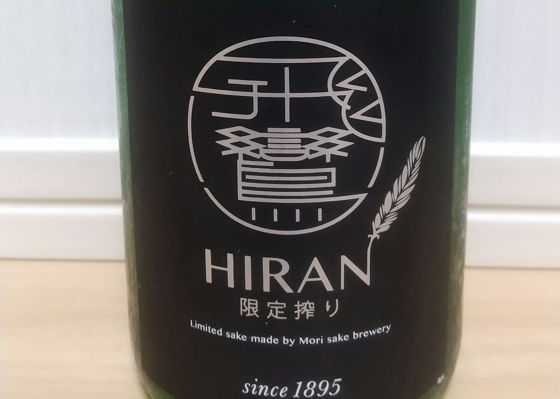 HIRAN
限定搾り
Limited sake made by Mori sake brewery
since 1895